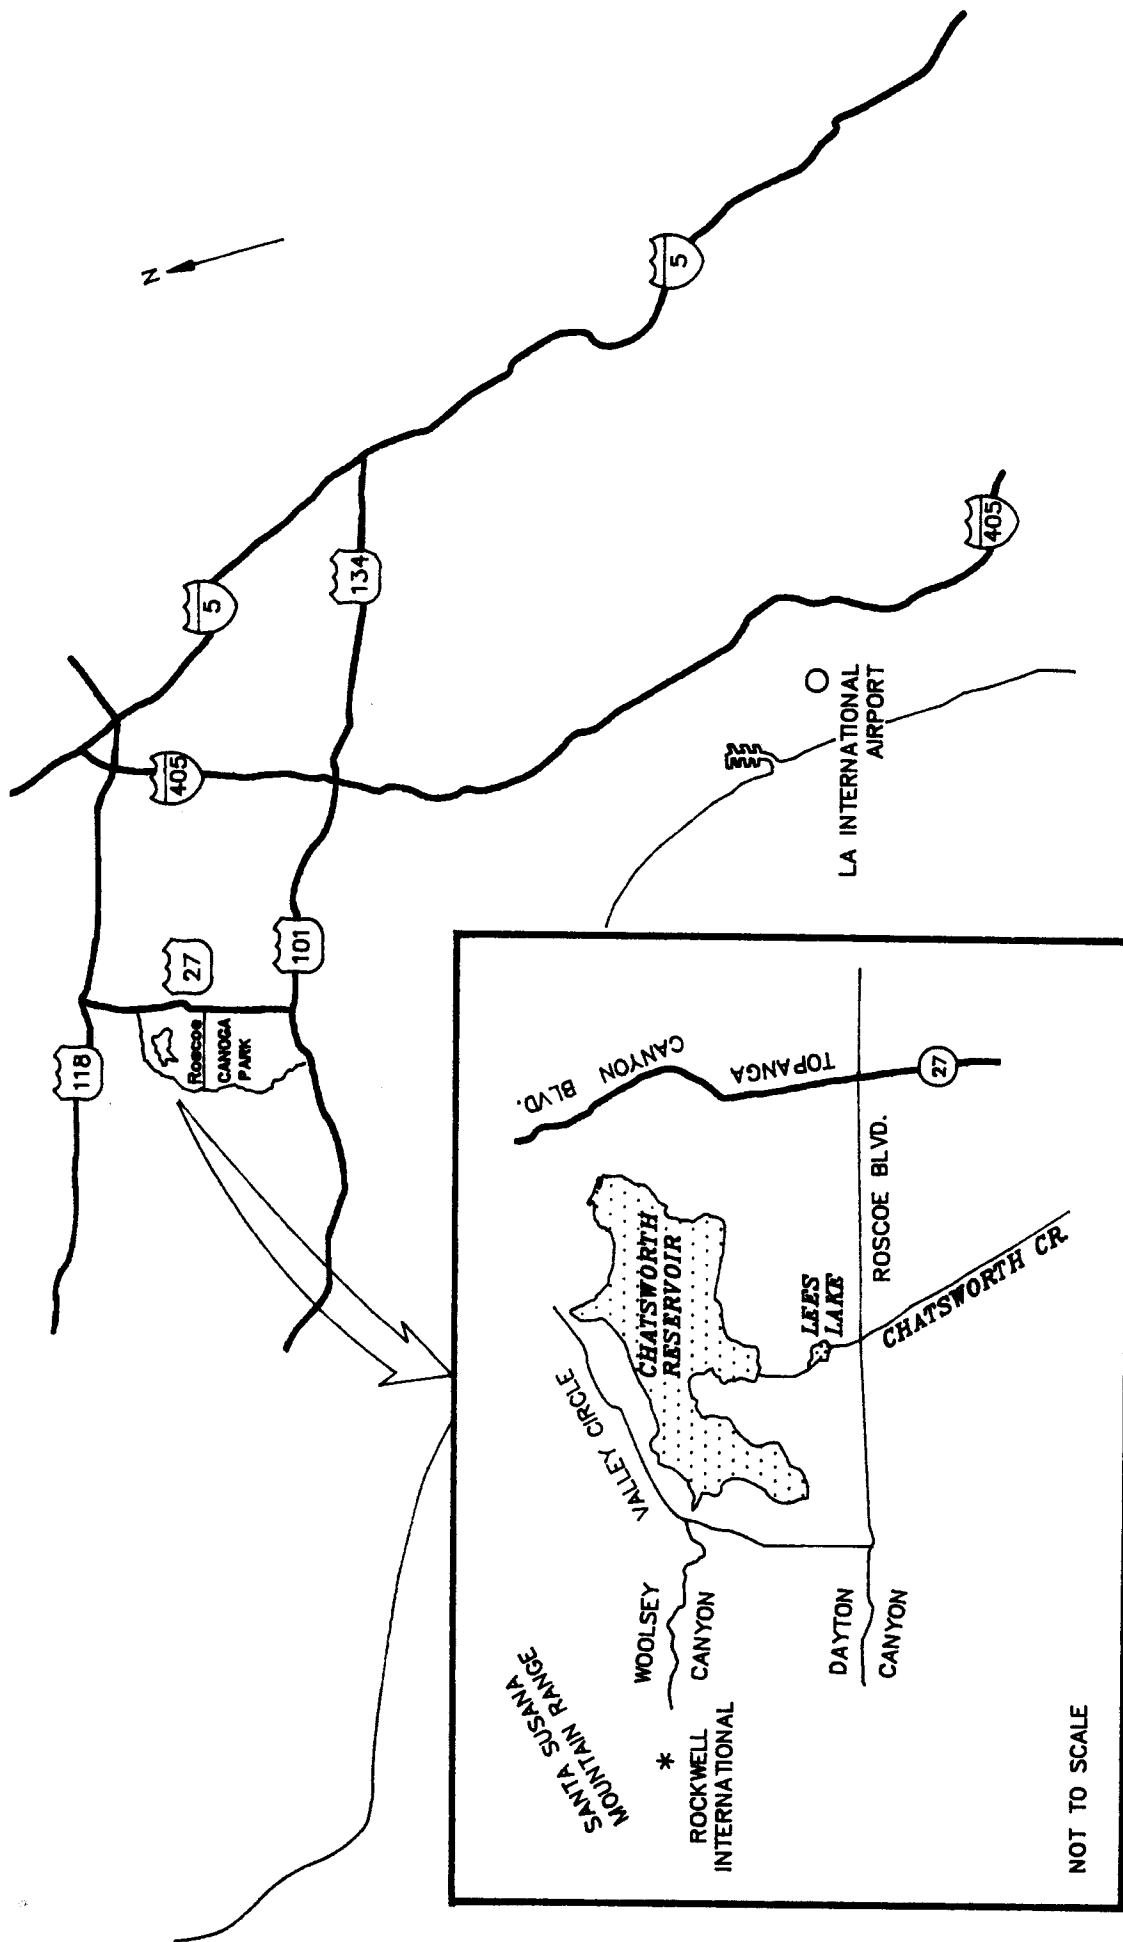 N
118
405
5
27
Roscoe
CANOGA
PARK
101
134
5
405
LA INTERNATIONAL
AIRPORT
SANTA SUSANA
MOUNTAIN RANGE
*
ROCKWELL
INTERNATIONAL
WOOLSEY
CANYON
DAYTON
CANYON
VALLEY CIRCLE
CHATSWORTH
RESERVOIR
LEES
LAKE
ROSCOE BLVD.
CHATSWORTH CR.
TOPANGA
CANYON BLVD.
27
NOT TO SCALE